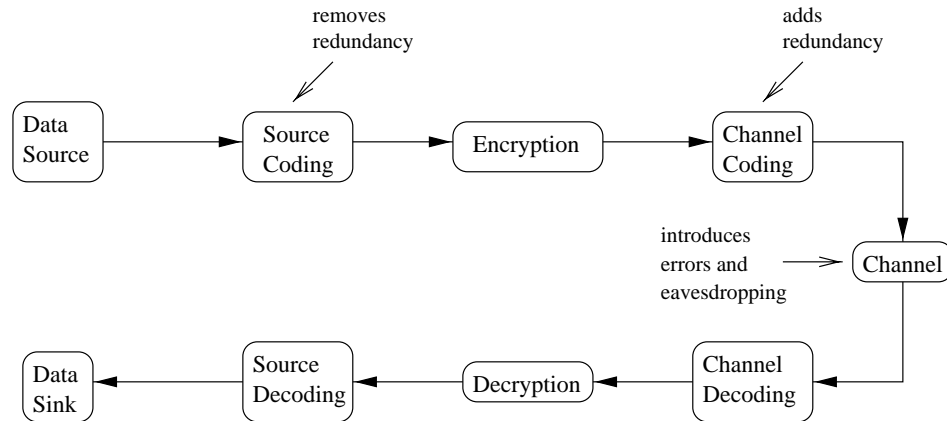 removes
redundancy
adds
redundancy
Data
Source
Source
Coding
Encryption
Channel
Coding
introduces
errors and
eavesdropping
Channel
Data
Sink
Source
Decoding
Decryption
Channel
Decoding